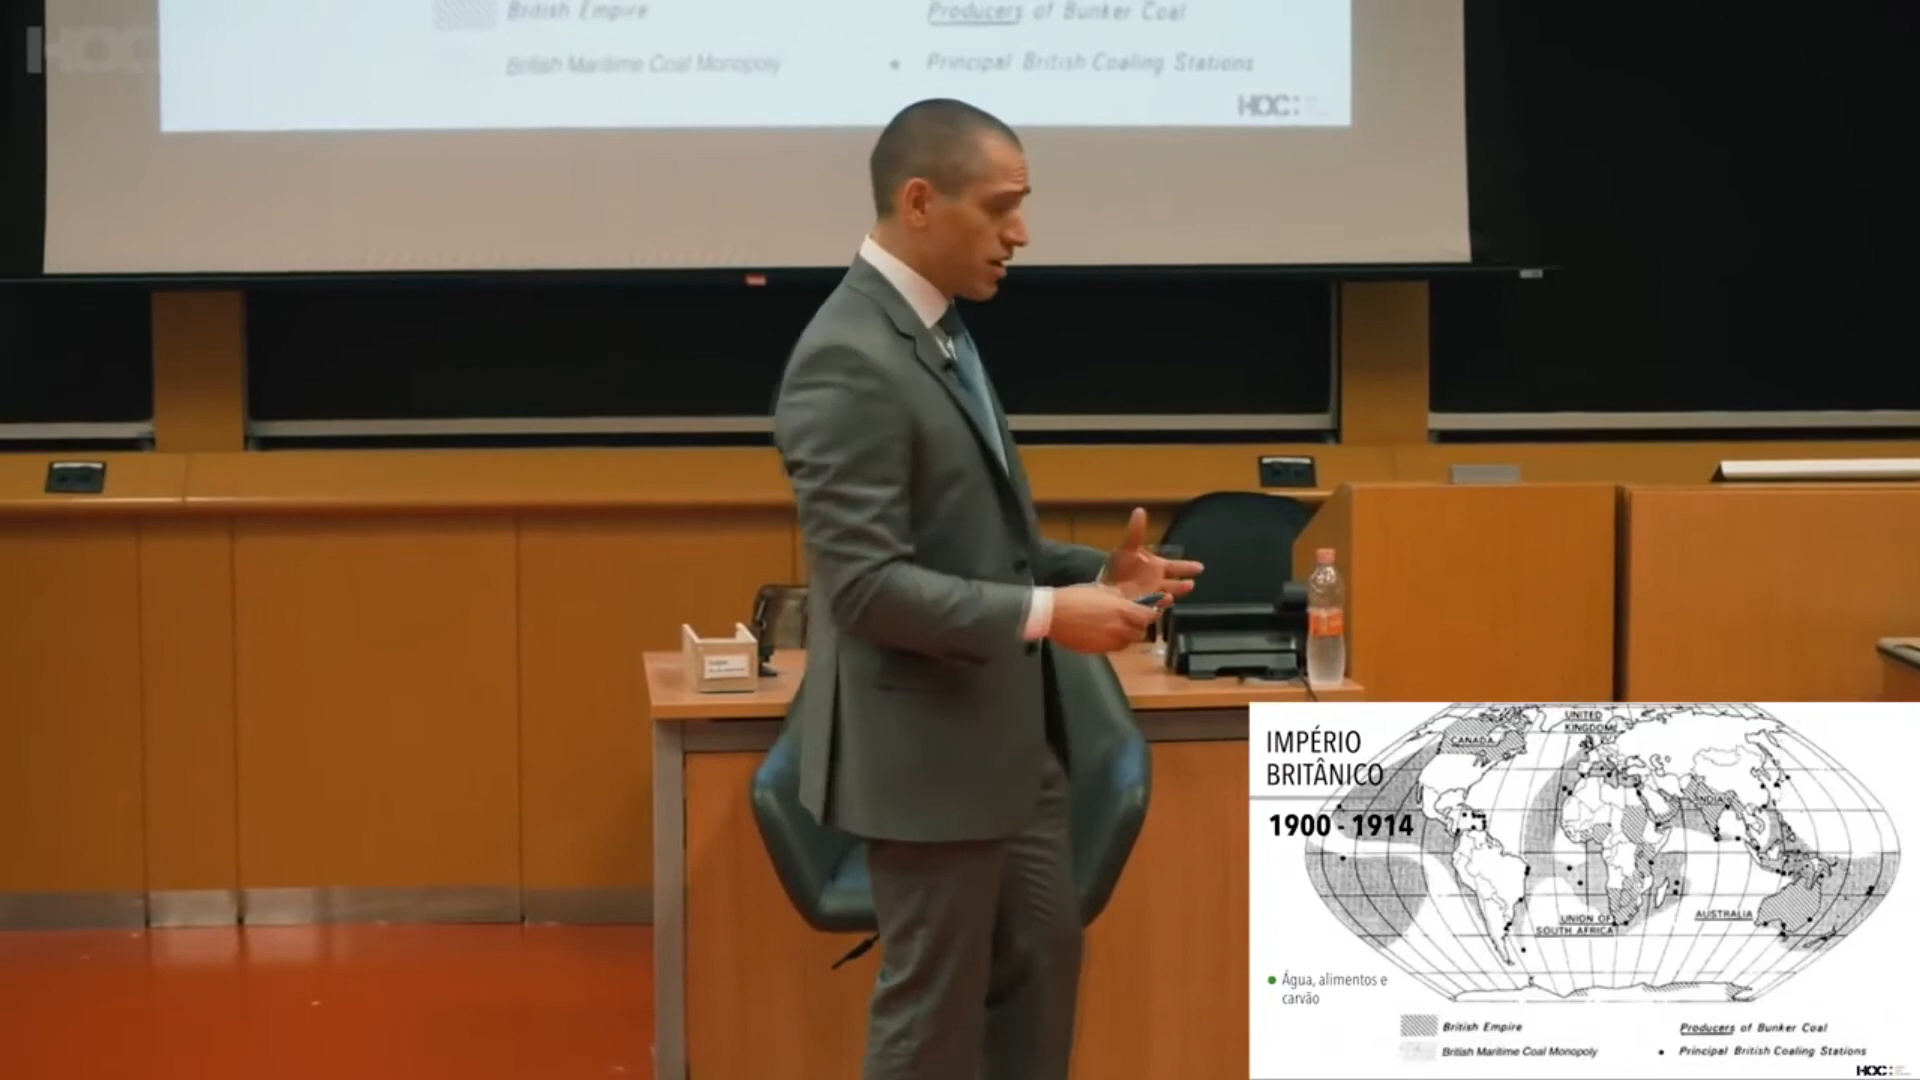 HOC
British Empire
Producers of Bunker Coal
British Maritime Coal Monopoly
• Principal British Coaling Stations
HOC:
IMPÉRIO
BRITÂNICO
1900 - 1914
UNITED
KINGDOM
CANADA
INDIA
UNION OF
SOUTH AFRICA
AUSTRALIA
• Água, alimentos e
carvão
British Empire
Producers of Bunker Coal
British Maritime Coal Monopoly
• Principal British Coaling Stations
HOC: